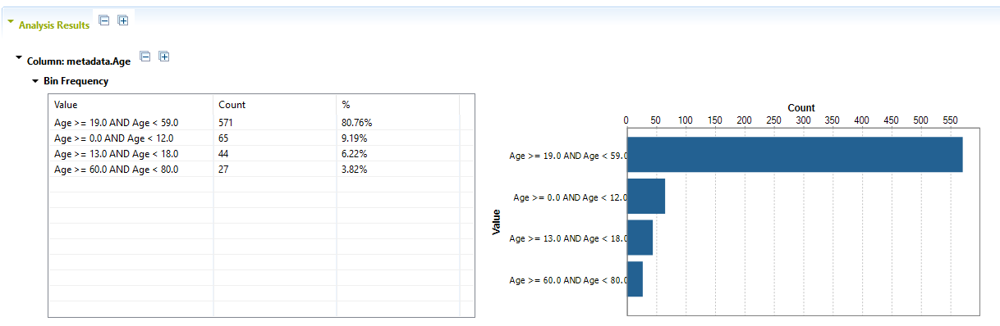 Analysis Results
Column: metadata.Age
Bin Frequency
Value Count %
Age >= 19.0 AND Age < 59.0 571 80.76%
Age >= 0.0 AND Age < 12.0 65 9.19%
Age >= 13.0 AND Age < 18.0 44 6.22%
Age >= 60.0 AND Age < 80.0 27 3.82%
Count
0 50 100 150 200 250 300 350 400 450 500 550
Age >= 19.0 AND Age < 59.0
Age >= 0.0 AND Age < 12.0
Age >= 13.0 AND Age < 18.0
Age >= 60.0 AND Age < 80.0
Value